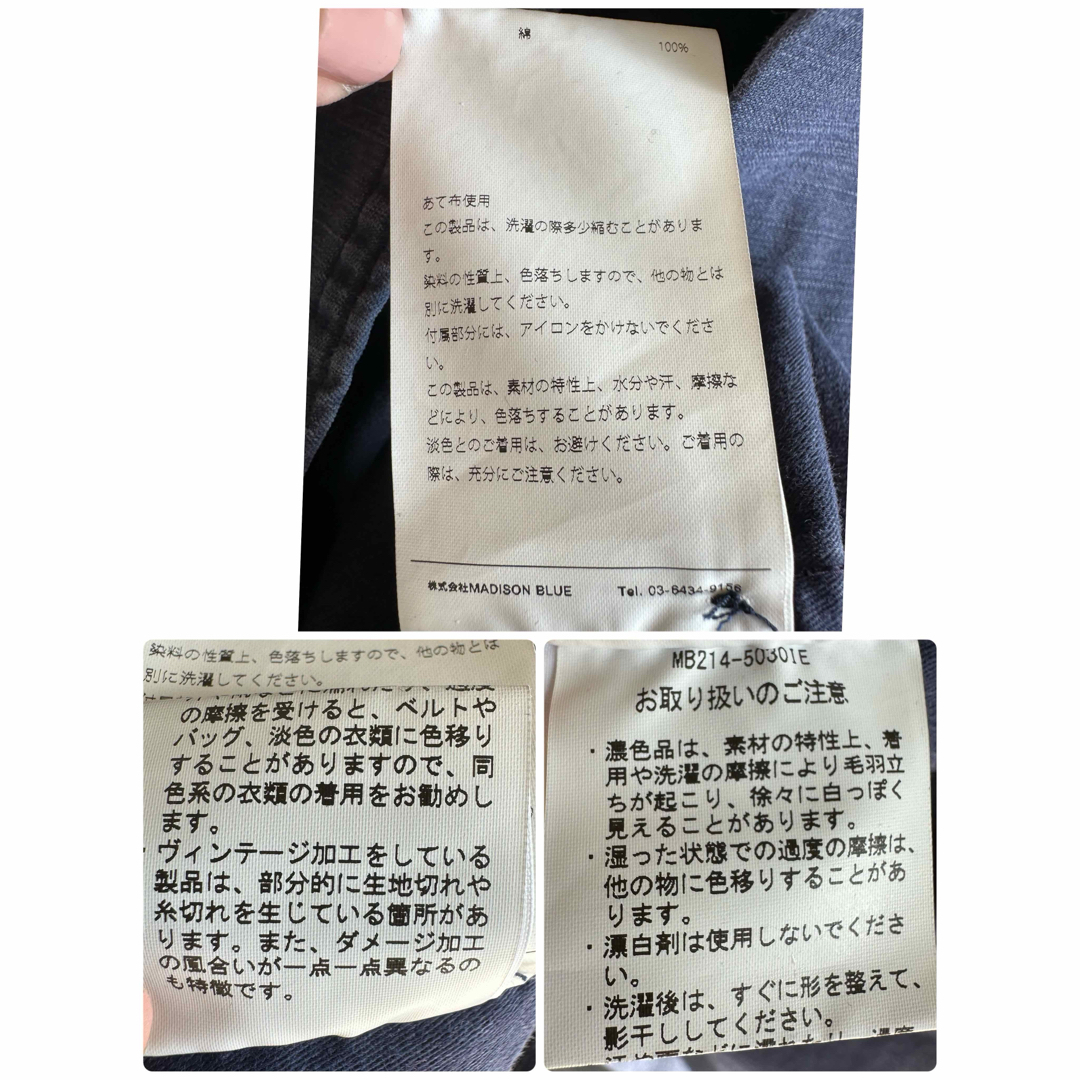 綿 100%
あて布使用
この製品は、洗濯の際多少縮むことがありま
す。
染料の性質上、色落ちしますので、他の物とは
別に洗濯してください。
付属部分には、アイロンをかけないでくださ
い。
この製品は、素材の特性上、水分や汗、摩擦な
どにより、色落ちすることがあります。
淡色とのご着用は、お避けください。ご着用の
際は、充分にご注意ください。
株式会社MADISON BLUE Tel. 03-6434-9156
染料の性質上、色落ちしますので、他の物とは
別に洗濯してください。
の摩擦を受けると、ベルトや
バッグ、淡色の衣類に色移り
することがありますので、同
色系の衣類の着用をお勧めし
ます。
・ヴィンテージ加工をしている
製品は、部分的に生地切れや
糸切れを生じている箇所があ
ります。また、ダメージ加工
の風合いが一点一点異なるの
も特徴です。
MB214-5030IE
お取り扱いのご注意
・濃色品は、素材の特性上、着
用や洗濯の摩擦により毛羽立
ちが起こり、徐々に白っぽく
見えることがあります。
・湿った状態での過度の摩擦は、
他の物に色移りすることがあ
ります。
・漂白剤は使用しないでくださ
い。
・洗濯後は、すぐに形を整えて、
影干ししてください。